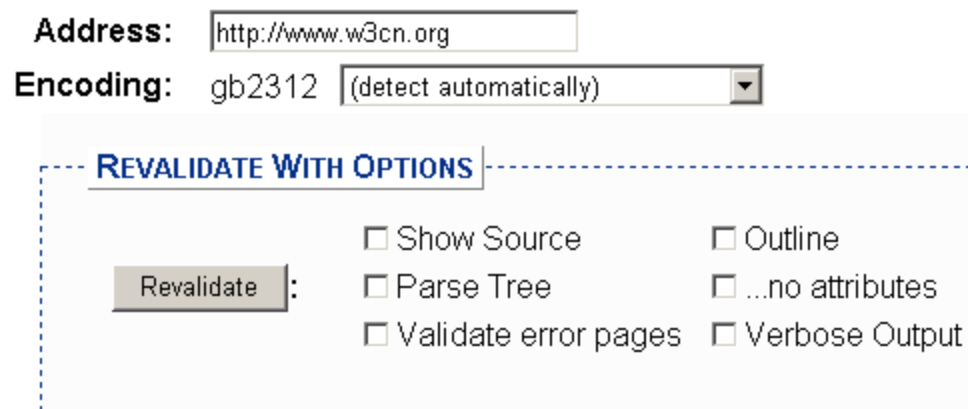 Address: http://www.w3cn.org
Encoding: gb2312 (detect automatically)
REVALIDATE WITH OPTIONS
Show Source Outline
Revalidate : Parse Tree ...no attributes
Validate error pages Verbose Output